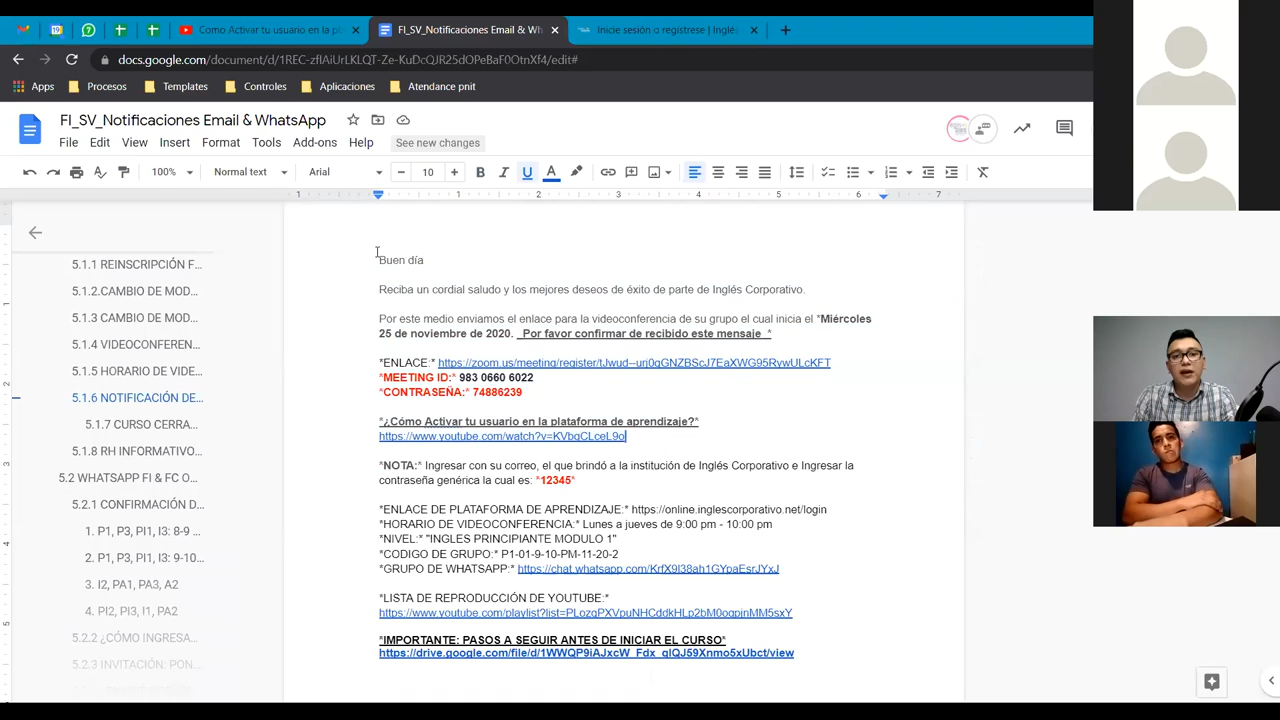 Como Activar tu usuario en la pl
FI_SV_Notificaciones Email & Wh
Inicie sesión o regístrese | Inglé
docs.google.com/document/d/1REC-zfIAiUrLKLQT-Ze-KuDcQJR25dOPeBaF0OtnXf4/edit#
Apps Procesos Templates Controles Aplicaciones Atendance pnit
FI_SV_Notificaciones Email & WhatsApp
File Edit View Insert Format Tools Add-ons Help See new changes
100% Normal text Arial 10
1 1 2 3 4 5 6 7
5.1.1 REINSCRIPCIÓN F...
5.1.2.CAMBIO DE MOD...
5.1.3 CAMBIO DE MOD...
5.1.4 VIDEOCONFEREN...
5.1.5 HORARIO DE VIDE...
5.1.6 NOTIFICACIÓN DE...
5.1.7 CURSO CERRA...
5.1.8 RH INFORMATIVO...
5.2 WHATSAPP FI & FC O...
5.2.1 CONFIRMACIÓN D...
1. P1, P3, PI1, I3: 8-9 ...
2. P1, P3, PI1, I3: 9-10...
3. I2, PA1, PA3, A2
4. PI2, PI3, I1, PA2
5.2.2 ¿CÓMO INGRESA...
5.2.3 INVITACIÓN: PON...
Buen día
Reciba un cordial saludo y los mejores deseos de éxito de parte de Inglés Corporativo.
Por este medio enviamos el enlace para la videoconferencia de su grupo el cual inicia el *Miércoles
25 de noviembre de 2020. _Por favor confirmar de recibido este mensaje_*
*ENLACE:* https://zoom.us/meeting/register/tJwud--urj0qGNZBScJ7EaXWG95RywULcKFT
*MEETING ID:* 983 0660 6022
*CONTRASEÑA:* 74886239
*¿Cómo Activar tu usuario en la plataforma de aprendizaje?*
https://www.youtube.com/watch?v=KVbgCLceL9o
*NOTA:* Ingresar con su correo, el que brindó a la institución de Inglés Corporativo e Ingresar la
contraseña genérica la cual es: *12345*
*ENLACE DE PLATAFORMA DE APRENDIZAJE:* https://online.inglescorporativo.net/login
*HORARIO DE VIDEOCONFERENCIA:* Lunes a jueves de 9:00 pm - 10:00 pm
*NIVEL:* "INGLES PRINCIPIANTE MODULO 1"
*CODIGO DE GRUPO:* P1-01-9-10-PM-11-20-2
*GRUPO DE WHATSAPP:* https://chat.whatsapp.com/KrfX9I38ah1GYpaEsrJYxJ
*LISTA DE REPRODUCCIÓN DE YOUTUBE:*
https://www.youtube.com/playlist?list=PLozgPXVpuNHCddkHLp2bM0ogpjnMM5sxY
*IMPORTANTE: PASOS A SEGUIR ANTES DE INICIAR EL CURSO*
https://drive.google.com/file/d/1WWQP9iAJxcW_Fdx_qlQJ59Xnmo5xUbct/view